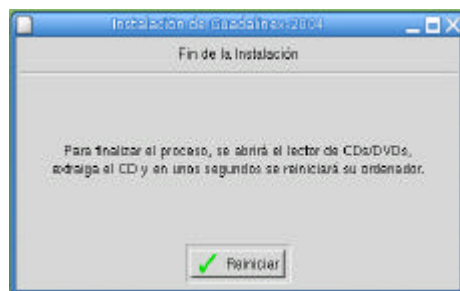 Instalación de Guadalinex-2004
Fin de la Instalación
Para finalizar el proceso, se abrirá el lector de CDs/DVDs,
extraiga el CD y en unos segundos se reiniciará su ordenador.
Reiniciar